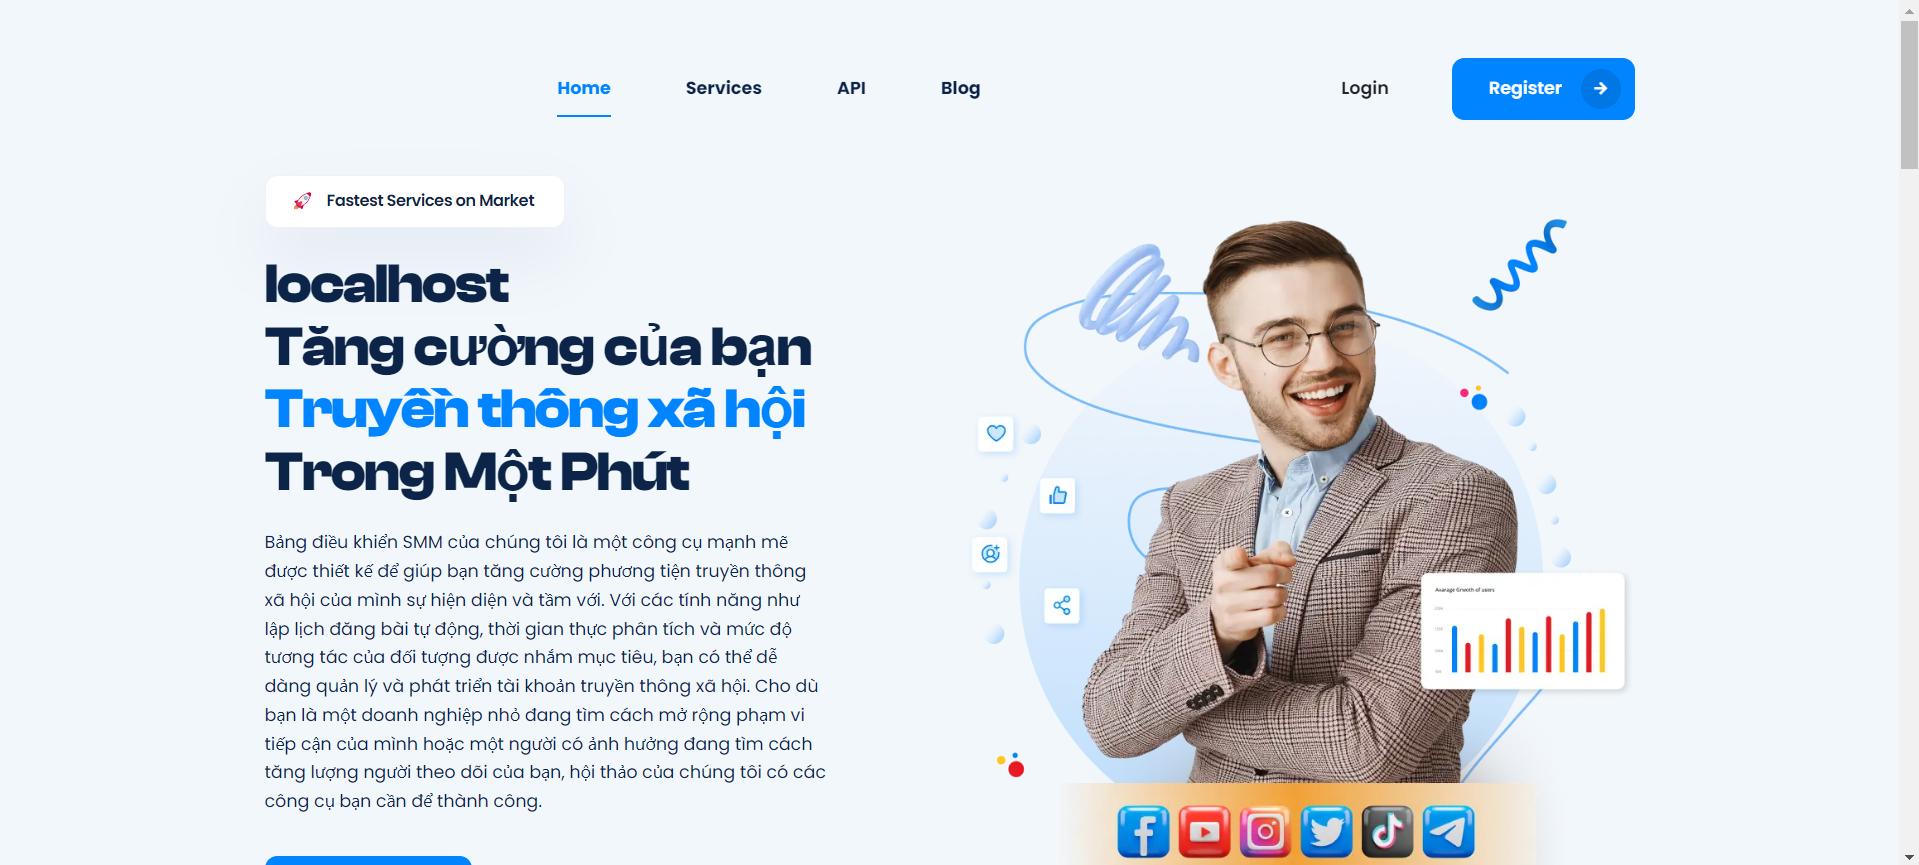 Home Services API Blog Login Register
Fastest Services on Market
localhost
Tăng cường của bạn
Truyền thông xã hội
Trong Một Phút
Bảng điều khiển SMM của chúng tôi là một công cụ mạnh mẽ
được thiết kế để giúp bạn tăng cường phương tiện truyền thông
xã hội của mình sự hiện diện và tầm với. Với các tính năng như
lập lịch đăng bài tự động, thời gian thực phân tích và mức độ
tương tác của đối tượng được nhắm mục tiêu, bạn có thể dễ
dàng quản lý và phát triển tài khoản truyền thông xã hội. Cho dù
bạn là một doanh nghiệp nhỏ đang tìm cách mở rộng phạm vi
tiếp cận của mình hoặc một người có ảnh hưởng đang tìm cách
tăng lượng người theo dõi của bạn, hội thảo của chúng tôi có các
công cụ bạn cần để thành công.
Avarage Growth of users